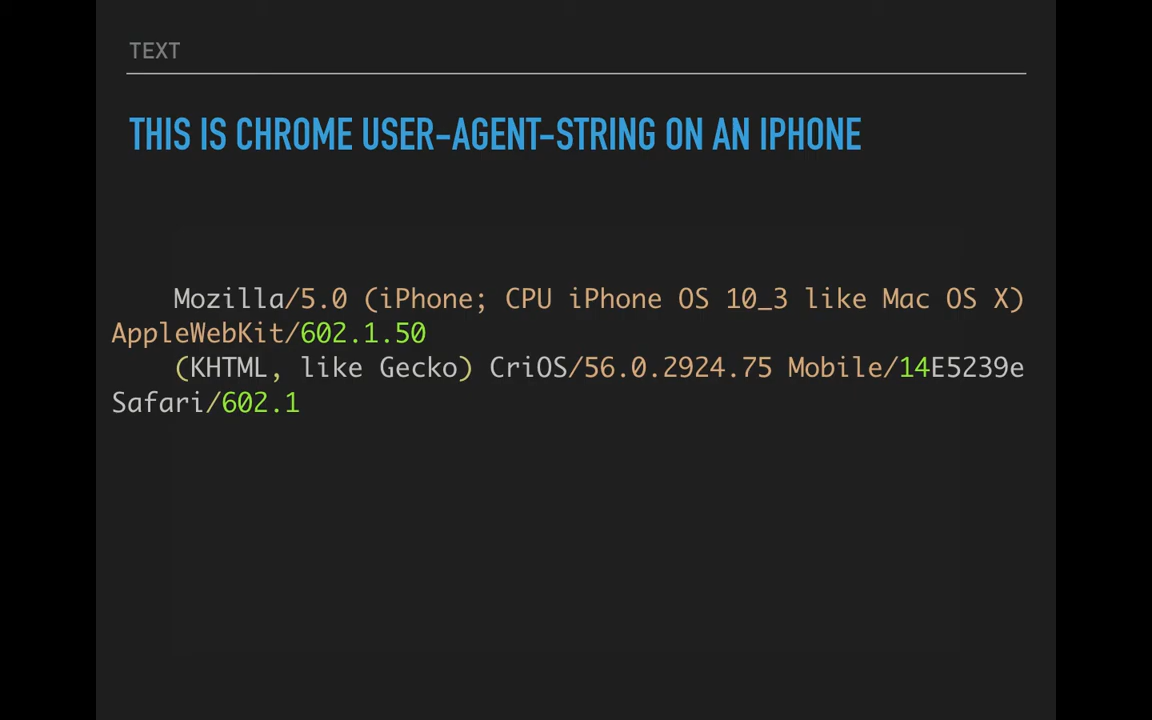 TEXT
THIS IS CHROME USER-AGENT-STRING ON AN IPHONE
Mozilla/5.0 (iPhone; CPU iPhone OS 10_3 like Mac OS X)
AppleWebKit/602.1.50
(KHTML, like Gecko) CriOS/56.0.2924.75 Mobile/14E5239e
Safari/602.1